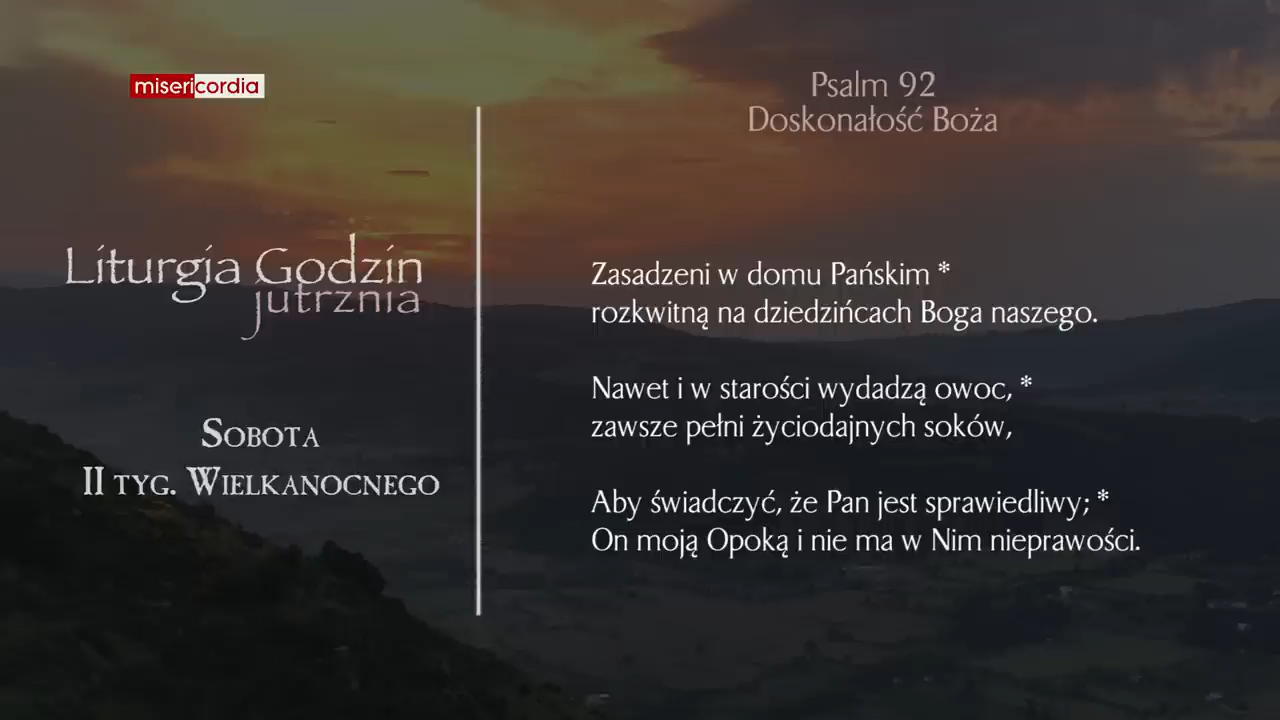 misericordia
Liturgia Godzin
jutrznia
Sobota
II tyg. Wielkanocnego
Psalm 92
Doskonałość Boża
Zasadzeni w domu Pańskim *
rozkwitną na dziedzińcach Boga naszego.
Nawet i w starości wydadzą owoc, *
zawsze pełni życiodajnych soków,
Aby świadczyć, że Pan jest sprawiedliwy; *
On moją Opoką i nie ma w Nim nieprawości.